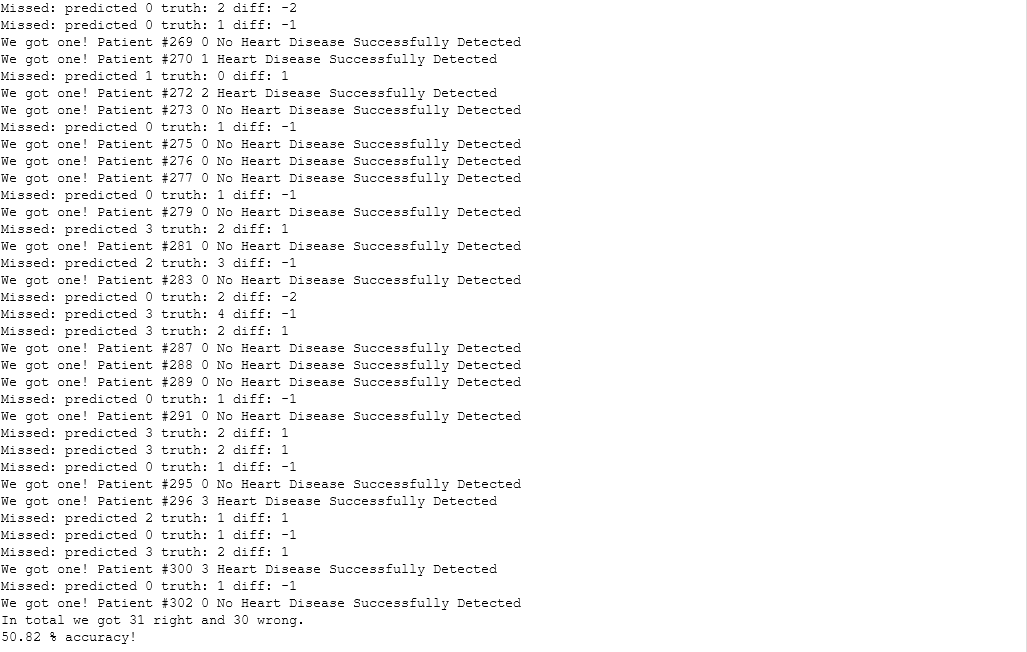 Missed: predicted 0 truth: 2 diff: -2
Missed: predicted 0 truth: 1 diff: -1
We got one! Patient #269 0 No Heart Disease Successfully Detected
We got one! Patient #270 1 Heart Disease Successfully Detected
Missed: predicted 1 truth: 0 diff: 1
We got one! Patient #272 2 Heart Disease Successfully Detected
We got one! Patient #273 0 No Heart Disease Successfully Detected
Missed: predicted 0 truth: 1 diff: -1
We got one! Patient #275 0 No Heart Disease Successfully Detected
We got one! Patient #276 0 No Heart Disease Successfully Detected
We got one! Patient #277 0 No Heart Disease Successfully Detected
Missed: predicted 0 truth: 1 diff: -1
We got one! Patient #279 0 No Heart Disease Successfully Detected
Missed: predicted 3 truth: 2 diff: 1
We got one! Patient #281 0 No Heart Disease Successfully Detected
Missed: predicted 2 truth: 3 diff: -1
We got one! Patient #283 0 No Heart Disease Successfully Detected
Missed: predicted 0 truth: 2 diff: -2
Missed: predicted 3 truth: 4 diff: -1
Missed: predicted 3 truth: 2 diff: 1
We got one! Patient #287 0 No Heart Disease Successfully Detected
We got one! Patient #288 0 No Heart Disease Successfully Detected
We got one! Patient #289 0 No Heart Disease Successfully Detected
Missed: predicted 0 truth: 1 diff: -1
We got one! Patient #291 0 No Heart Disease Successfully Detected
Missed: predicted 3 truth: 2 diff: 1
Missed: predicted 3 truth: 2 diff: 1
Missed: predicted 0 truth: 1 diff: -1
We got one! Patient #295 0 No Heart Disease Successfully Detected
We got one! Patient #296 3 Heart Disease Successfully Detected
Missed: predicted 2 truth: 1 diff: 1
Missed: predicted 0 truth: 1 diff: -1
Missed: predicted 3 truth: 2 diff: 1
We got one! Patient #300 3 Heart Disease Successfully Detected
Missed: predicted 0 truth: 1 diff: -1
We got one! Patient #302 0 No Heart Disease Successfully Detected
In total we got 31 right and 30 wrong.
50.82 % accuracy!